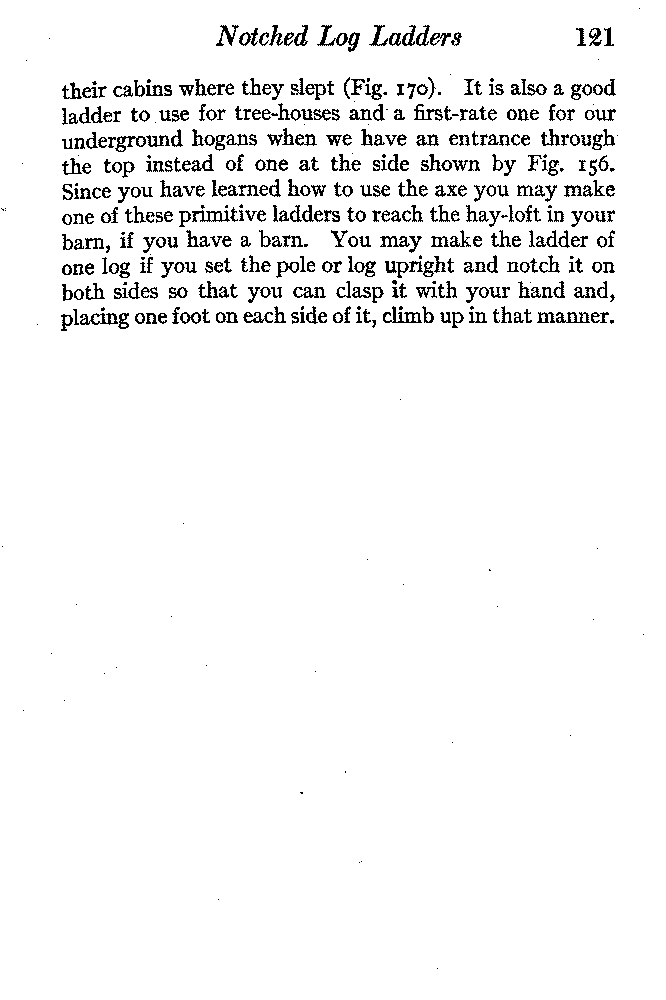 Notched Log Ladders 121
their cabins where they slept (Fig. 170). It is also a good
ladder to use for tree-houses and a first-rate one for our
underground hogans when we have an entrance through
the top instead of one at the side shown by Fig. 156.
Since you have learned how to use the axe you may make
one of these primitive ladders to reach the hay-loft in your
barn, if you have a barn. You may make the ladder of
one log if you set the pole or log upright and notch it on
both sides so that you can clasp it with your hand and,
placing one foot on each side of it, climb up in that manner.